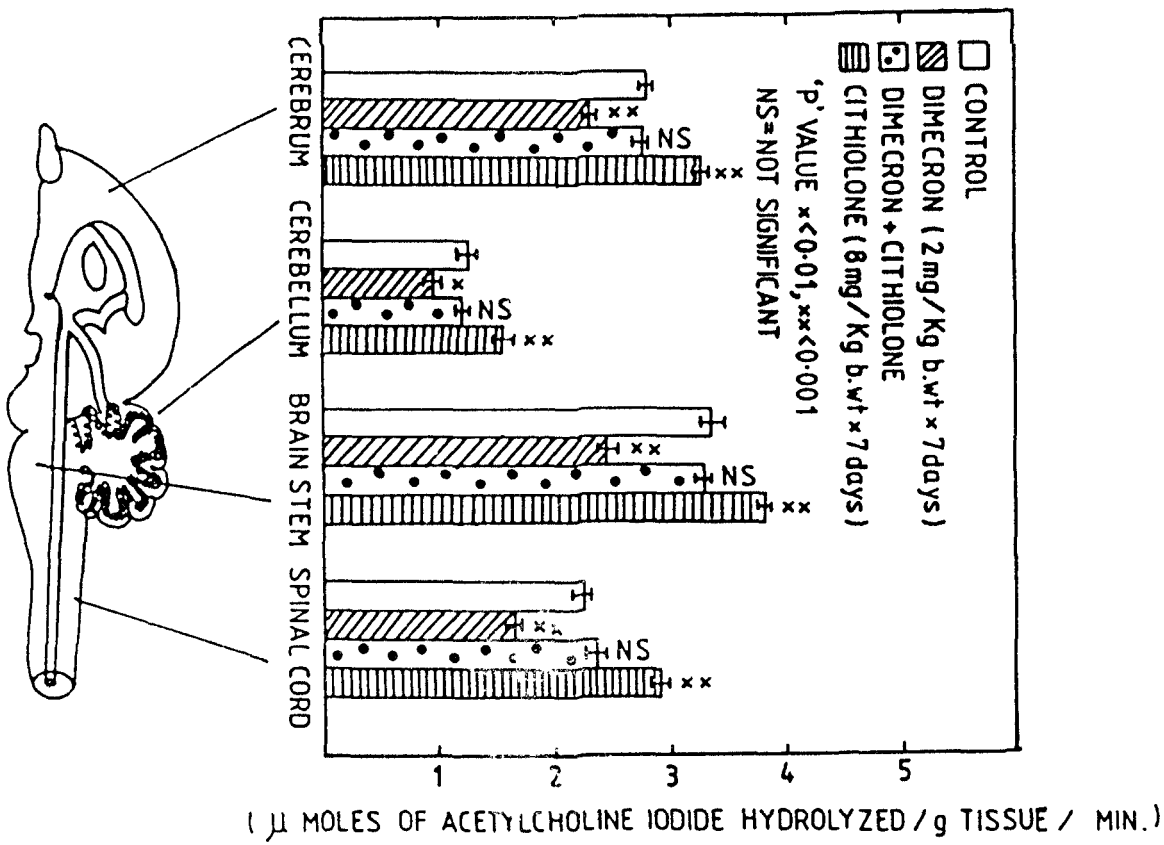 CONTROL
DIMECRON (2mg/Kg b.wt × 7days)
DIMECRON + CITHIOLONE
CITHIOLONE (8mg/Kg b.wt × 7days)
'p' VALUE ×<0·01, ××<0·001
NS=NOT SIGNIFICANT
CEREBRUM
××
NS
××
CEREBELLUM
×
NS
××
BRAIN STEM
××
NS
××
SPINAL CORD
××
NS
××
1 2 3 4 5
( μ MOLES OF ACETYLCHOLINE IODIDE HYDROLYZED /g TISSUE / MIN.)